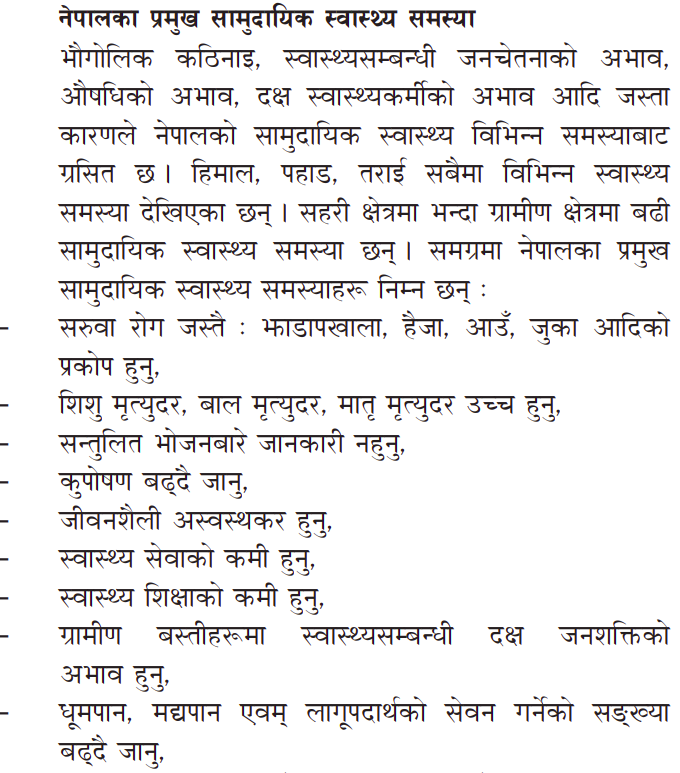 नेपालका प्रमुख सामुदायिक स्वास्थ्य समस्या
भौगोलिक कठिनाइ, स्वास्थ्यसम्बन्धी जनचेतनाको अभाव,
औषधिको अभाव, दक्ष स्वास्थ्यकर्मीको अभाव आदि जस्ता
कारणले नेपालको सामुदायिक स्वास्थ्य विभिन्न समस्याबाट
ग्रसित छ । हिमाल, पहाड, तराई सबैमा विभिन्न स्वास्थ्य
समस्या देखिएका छन् । सहरी क्षेत्रमा भन्दा ग्रामीण क्षेत्रमा बढी
सामुदायिक स्वास्थ्य समस्या छन् । समग्रमा नेपालका प्रमुख
सामुदायिक स्वास्थ्य समस्याहरू निम्न छन् :
- सरुवा रोग जस्तै : झाडापखाला, हैजा, आउँ, जुका आदिको
प्रकोप हुनु,
- शिशु मृत्युदर, बाल मृत्युदर, मातृ मृत्युदर उच्च हुनु,
- सन्तुलित भोजनबारे जानकारी नहुनु,
- कुपोषण बढ्दै जानु,
- जीवनशैली अस्वस्थकर हुनु,
- स्वास्थ्य सेवाको कमी हुनु,
- स्वास्थ्य शिक्षाको कमी हुनु,
- ग्रामीण बस्तीहरूमा स्वास्थ्यसम्बन्धी दक्ष जनशक्तिको
अभाव हुनु,
- धूमपान, मद्यपान एवम् लागूपदार्थको सेवन गर्नेको सङ्ख्या
बढ्दै जानु,